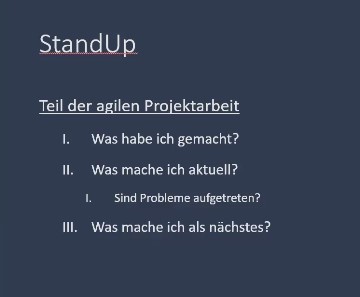 StandUp
Teil der agilen Projektarbeit
I. Was habe ich gemacht?
II. Was mache ich aktuell?
I. Sind Probleme aufgetreten?
III. Was mache ich als nächstes?